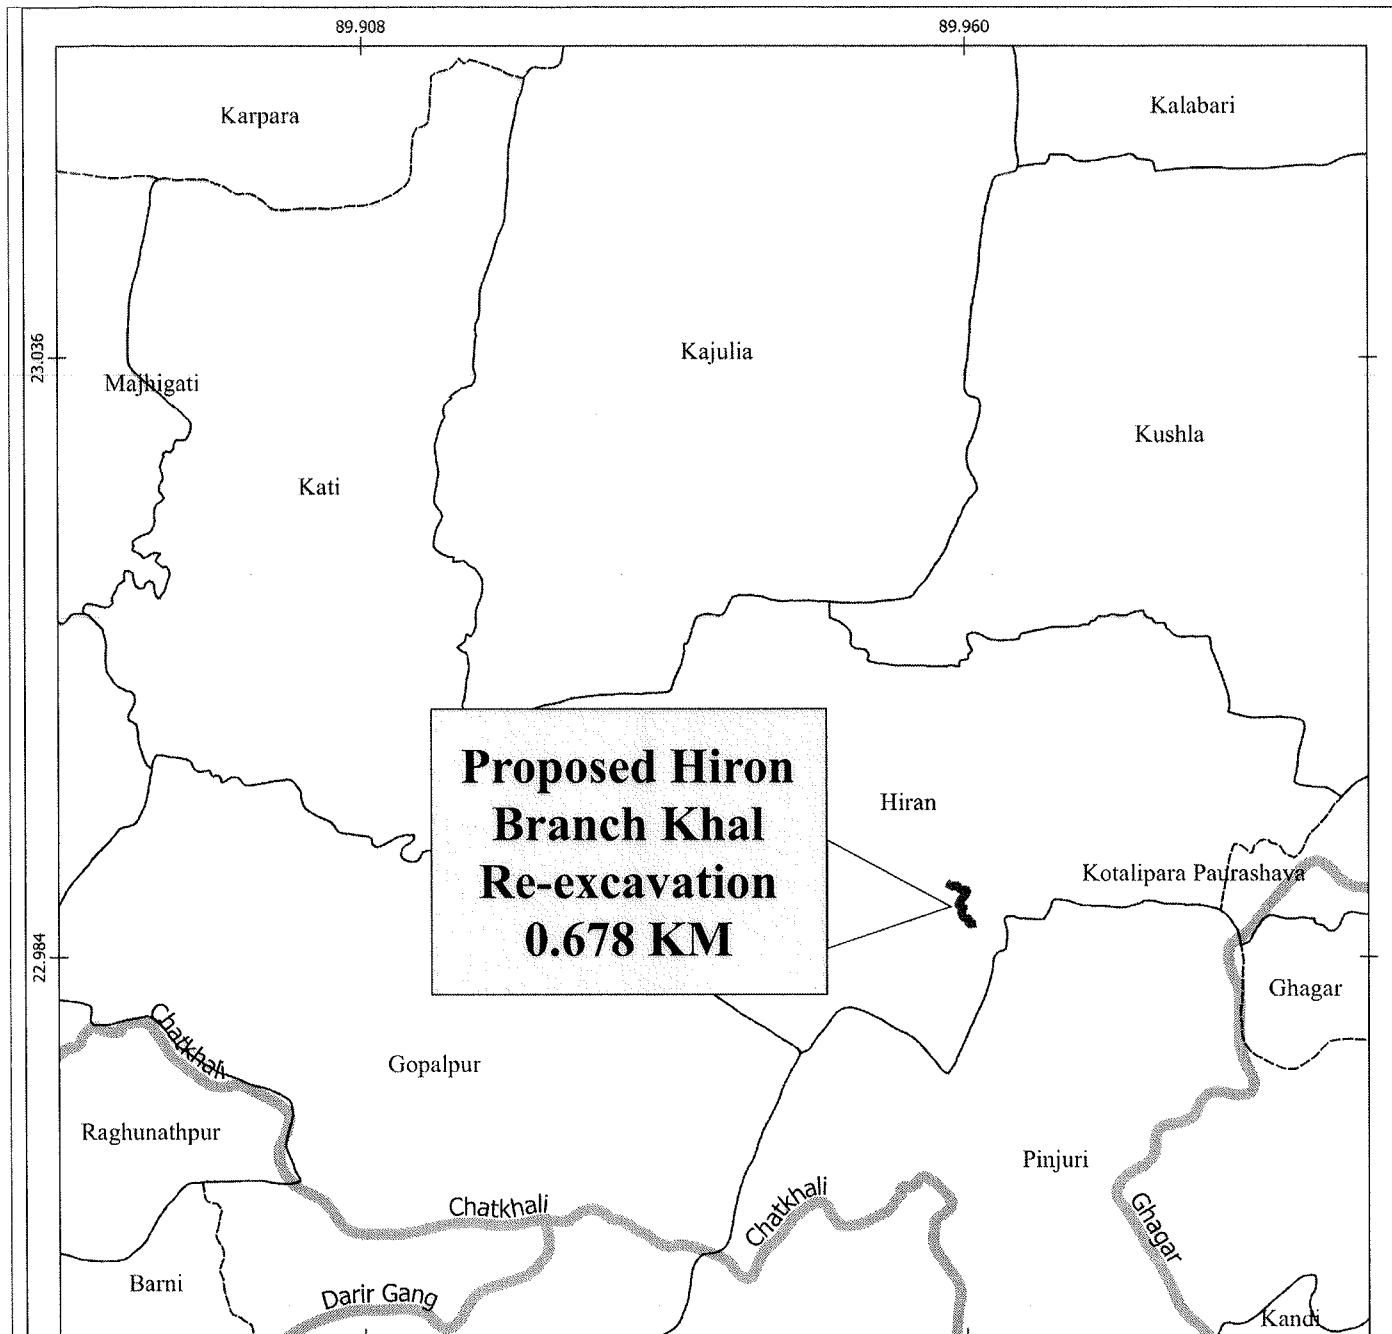 89.908
89.960
Karpara
Kalabari
23.036
Kajulia
Majhigati
Kushla
Kati
Proposed Hiron
Branch Khal
Re-excavation
0.678 KM
Hiran
Kotalipara Paurashava
22.984
Ghagar
Chatkhali
Gopalpur
Raghunathpur
Pinjuri
Chatkhali
Chatkhali
Ghagar
Barni
Darir Gang
Kandi